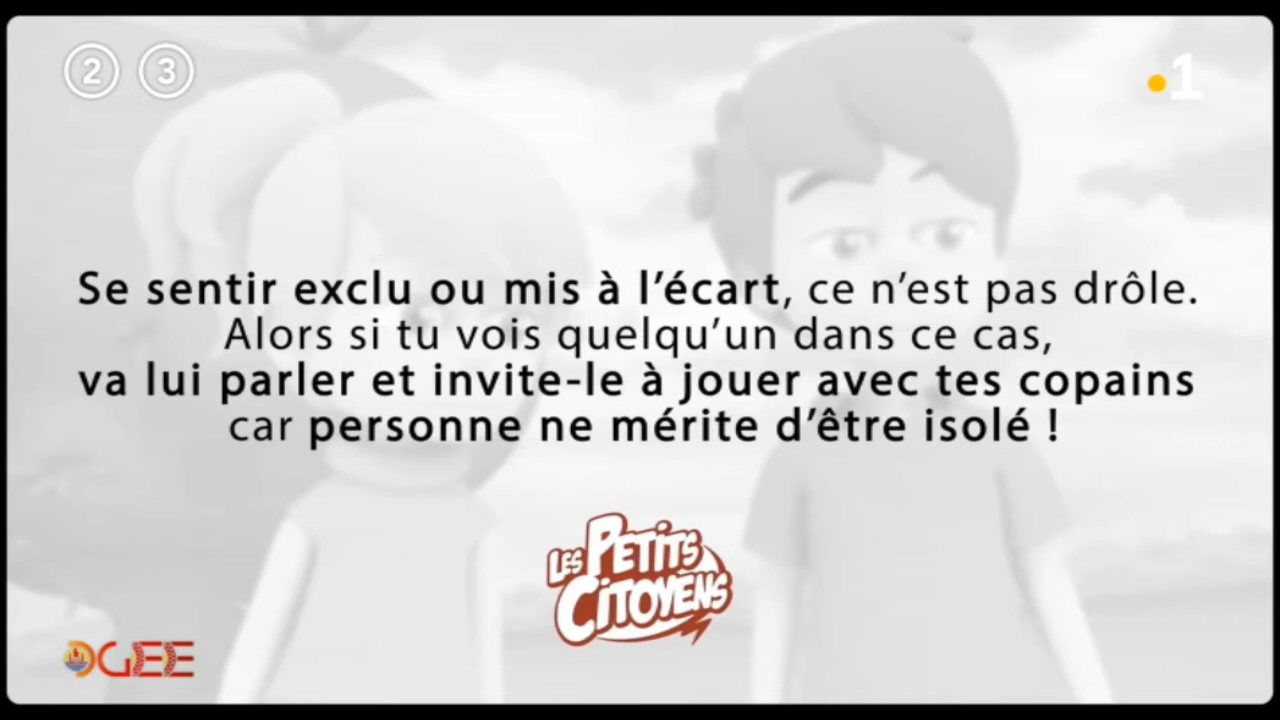 2 3
1
Se sentir exclu ou mis à l’écart, ce n’est pas drôle.
Alors si tu vois quelqu’un dans ce cas,
va lui parler et invite-le à jouer avec tes copains
car personne ne mérite d’être isolé !
LES PETITS
CITOYENS
DGEE